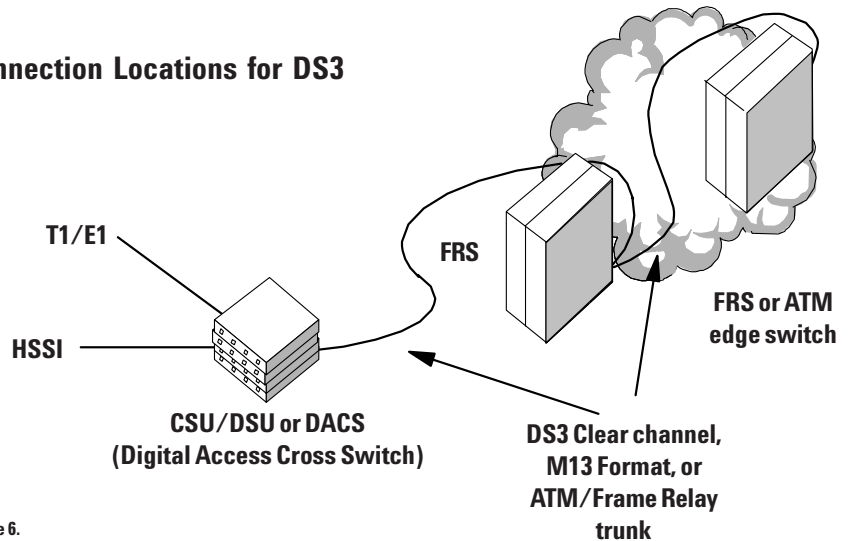 nnection Locations for DS3
T1/E1
HSSI
FRS
FRS or ATM
edge switch
CSU/DSU or DACS
(Digital Access Cross Switch)
DS3 Clear channel,
M13 Format, or
ATM/Frame Relay
trunk
e 6.